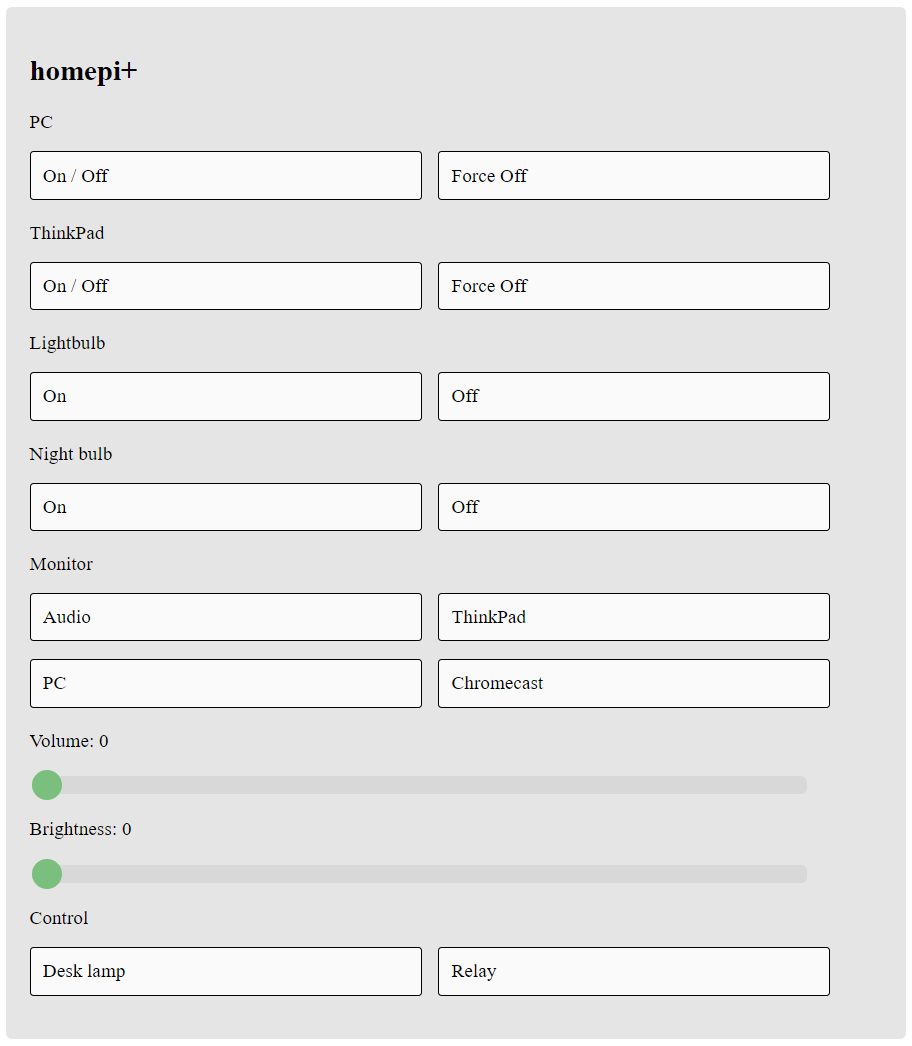 homepi+
PC
On / Off Force Off
ThinkPad
On / Off Force Off
Lightbulb
On Off
Night bulb
On Off
Monitor
Audio ThinkPad
PC Chromecast
Volume: 0
Brightness: 0
Control
Desk lamp Relay